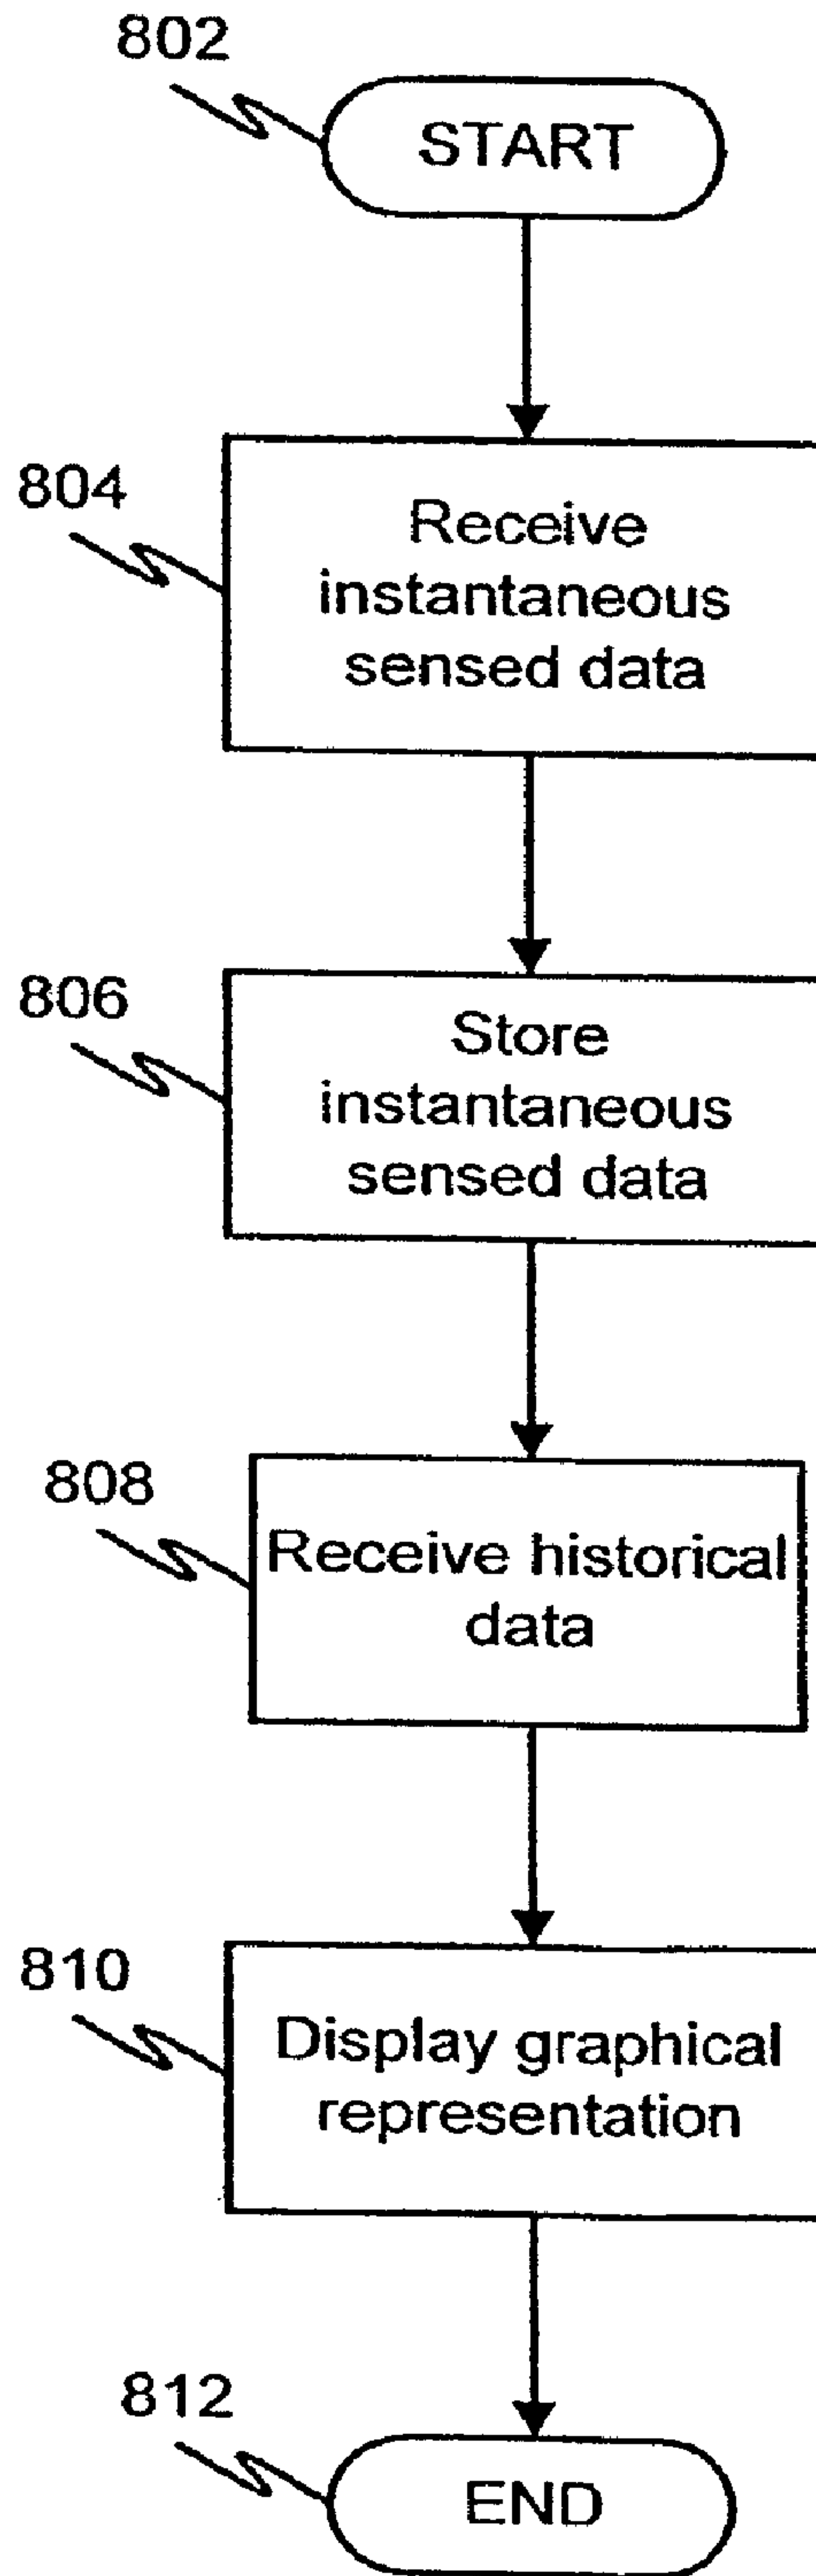 802
START
804
Receive
instantaneous
sensed data
806
Store
instantaneous
sensed data
808
Receive historical
data
810
Display graphical
representation
812
END